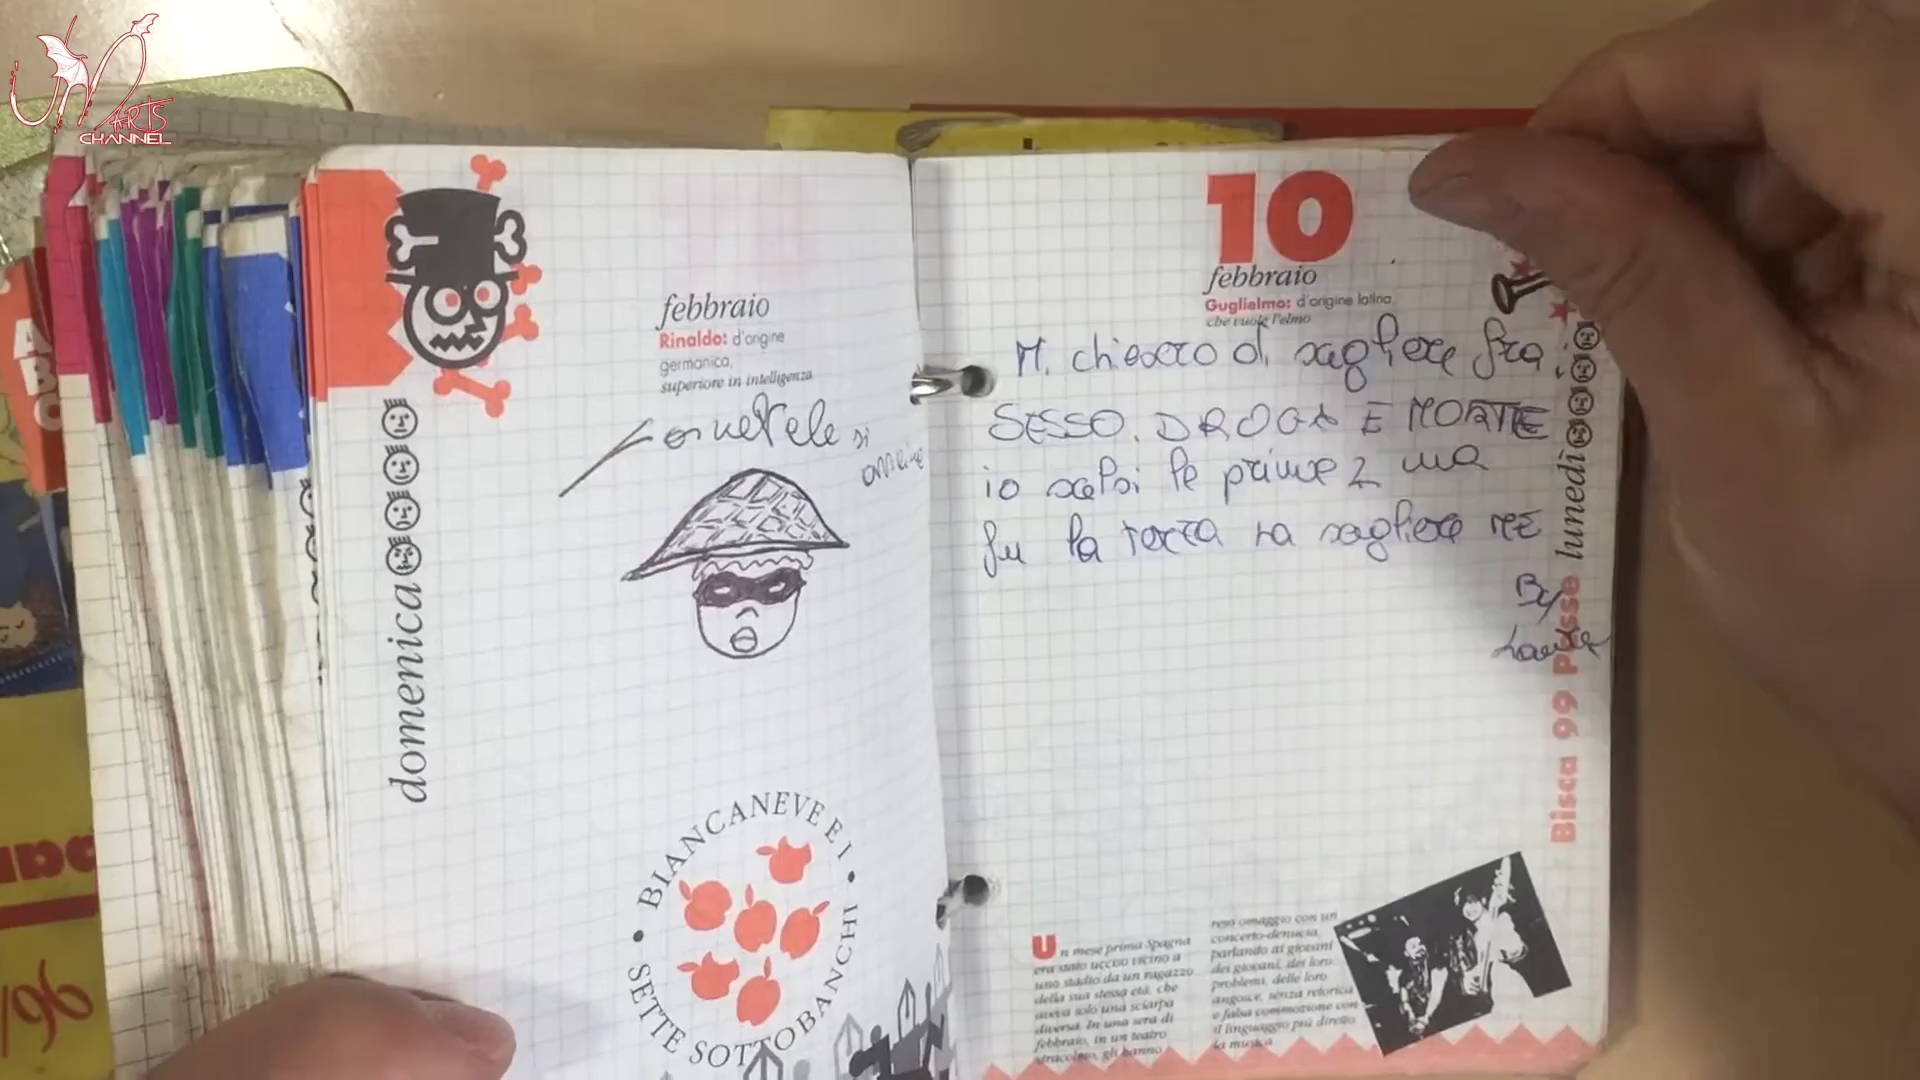 ARTS
CHANNEL
febbraio
Rinaldo: d'origine
germanica,
superiore in intelligenza
di
domenica
BIANCANEVE E I
SETTE SOTTOBANCHI
10
febbraio
Guglielmo: d'origine latina,
che vuole l'elmo
Mi chiesero di scegliere fra:
SESSO, DROGA E MORTE
io scelsi le prime 2 ma
fu la terza ha scegliere ME
By
lunedì
Bisca 99 Posse
Un mese prima Spagna
era stato ucciso vicino a
uno stadio da un ragazzo
della sua stessa età, che
aveva solo una sciarpa
diversa. In una sera di
febbraio, in un teatro
stracolmo, gli hanno
reso omaggio con un
concerto-denuncia,
parlando ai giovani
dei giovani, dei loro
problemi, delle loro
angosce, senza retorica
e falsa commozione con
il linguaggio più diretto
la musica